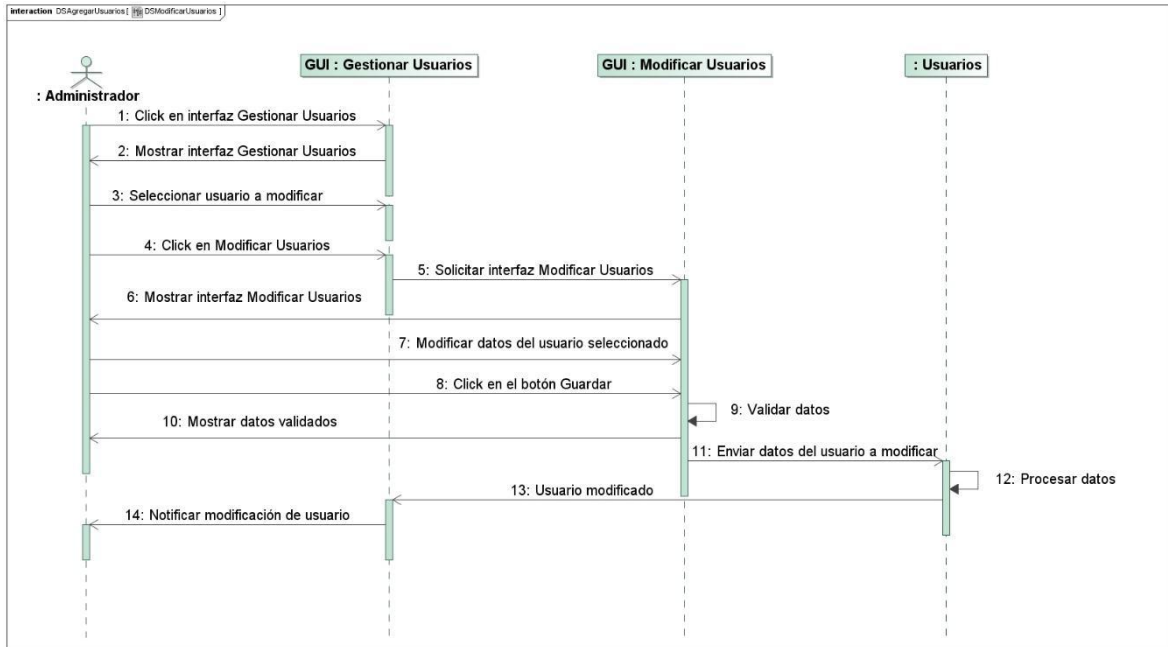 interaction DSAgregarUsuarios [ DSModificarUsuarios ]
GUI : Gestionar Usuarios
GUI : Modificar Usuarios
: Usuarios
: Administrador
1: Click en interfaz Gestionar Usuarios
2: Mostrar interfaz Gestionar Usuarios
3: Seleccionar usuario a modificar
4: Click en Modificar Usuarios
5: Solicitar interfaz Modificar Usuarios
6: Mostrar interfaz Modificar Usuarios
7: Modificar datos del usuario seleccionado
8: Click en el botón Guardar
9: Validar datos
10: Mostrar datos validados
11: Enviar datos del usuario a modificar
12: Procesar datos
13: Usuario modificado
14: Notificar modificación de usuario